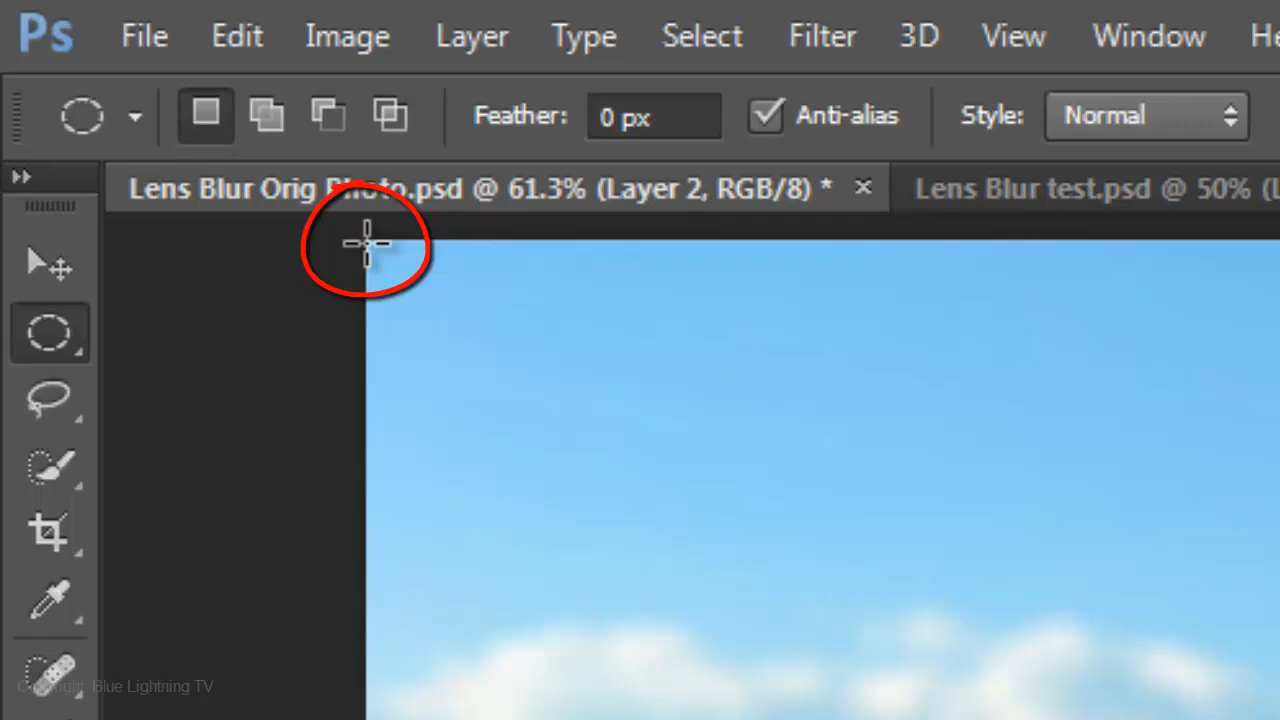 Ps File Edit Image Layer Type Select Filter 3D View Window He
Feather: 0 px Anti-alias Style: Normal
Lens Blur Orig Photo.psd @ 61.3% (Layer 2, RGB/8) * × Lens Blur test.psd @ 50% (L
Copyright Blue Lightning TV